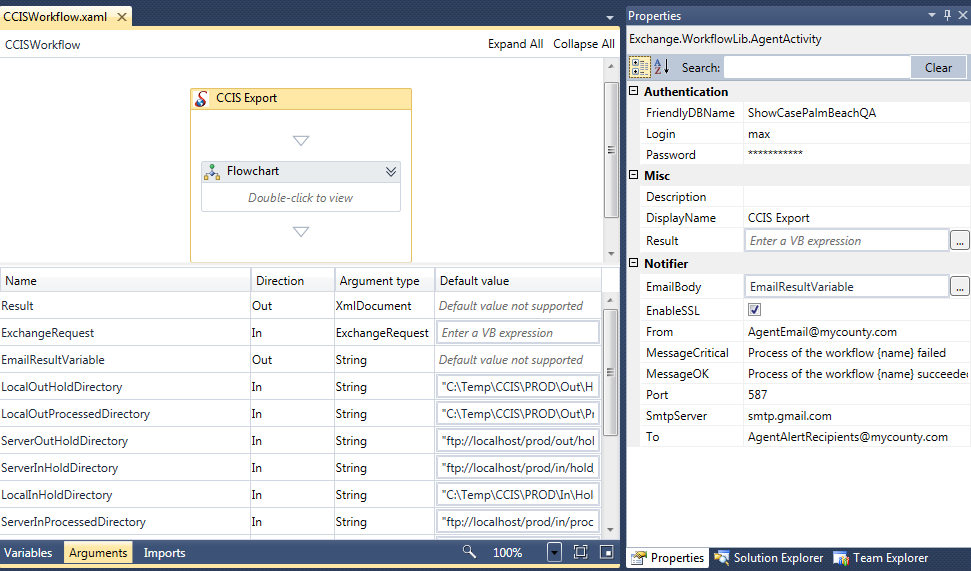 CCISWorkflow.xaml
CCISWorkflow
Expand All Collapse All
CCIS Export
Flowchart
Double-click to view
Name Direction Argument type Default value
Result Out XmlDocument Default value not supported
ExchangeRequest In ExchangeRequest Enter a VB expression
EmailResultVariable Out String Default value not supported
LocalOutHoldDirectory In String "C:\Temp\CCIS\PROD\Out\H
LocalOutProcessedDirectory In String "C:\Temp\CCIS\PROD\Out\Pr
ServerOutHoldDirectory In String "ftp://localhost/prod/out/hol
ServerInHoldDirectory In String "ftp://localhost/prod/in/hold
LocalInHoldDirectory In String "C:\Temp\CCIS\PROD\In\Hol
ServerInProcessedDirectory In String "ftp://localhost/prod/in/proc
Variables Arguments Imports 100%
Properties
Exchange.WorkflowLib.AgentActivity
Search: Clear
Authentication
FriendlyDBName ShowCasePalmBeachQA
Login max
Password ***********
Misc
Description
DisplayName CCIS Export
Result Enter a VB expression ...
Notifier
EmailBody EmailResultVariable ...
EnableSSL
From AgentEmail@mycounty.com
MessageCritical Process of the workflow {name} failed
MessageOK Process of the workflow {name} succeeded
Port 587
SmtpServer smtp.gmail.com
To AgentAlertRecipients@mycounty.com
Properties Solution Explorer Team Explorer